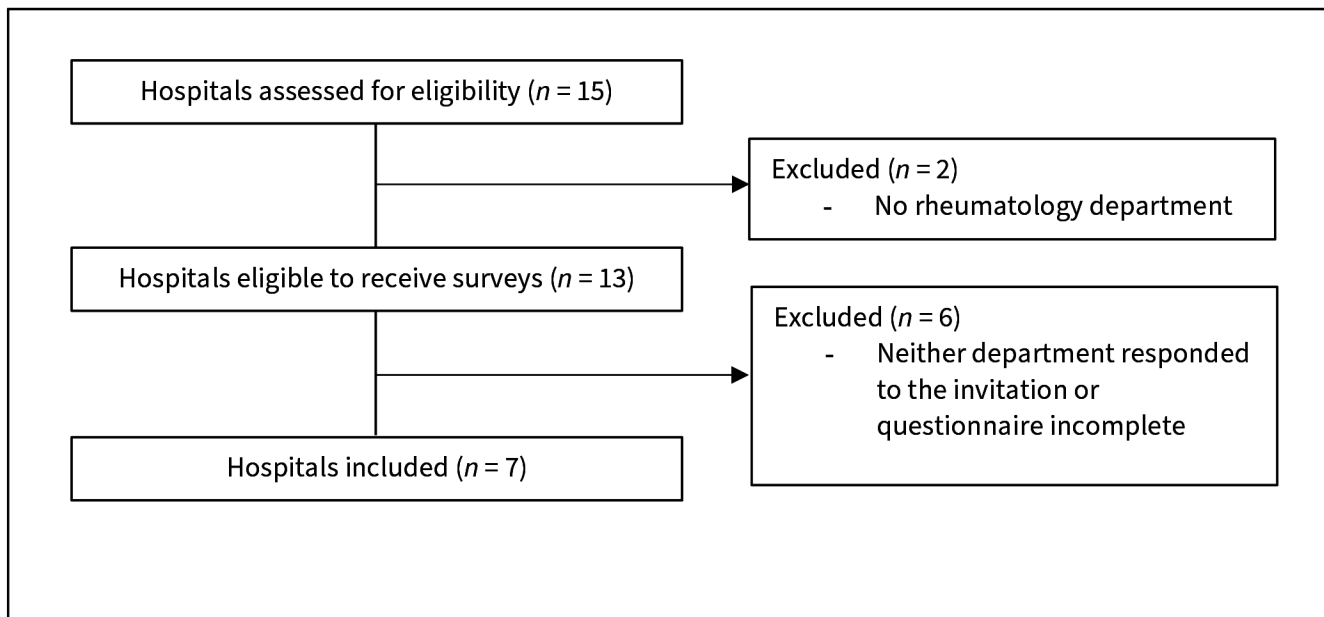 Hospitals assessed for eligibility (n = 15)
Excluded (n = 2)
- No rheumatology department
Hospitals eligible to receive surveys (n = 13)
Excluded (n = 6)
- Neither department responded
to the invitation or
questionnaire incomplete
Hospitals included (n = 7)